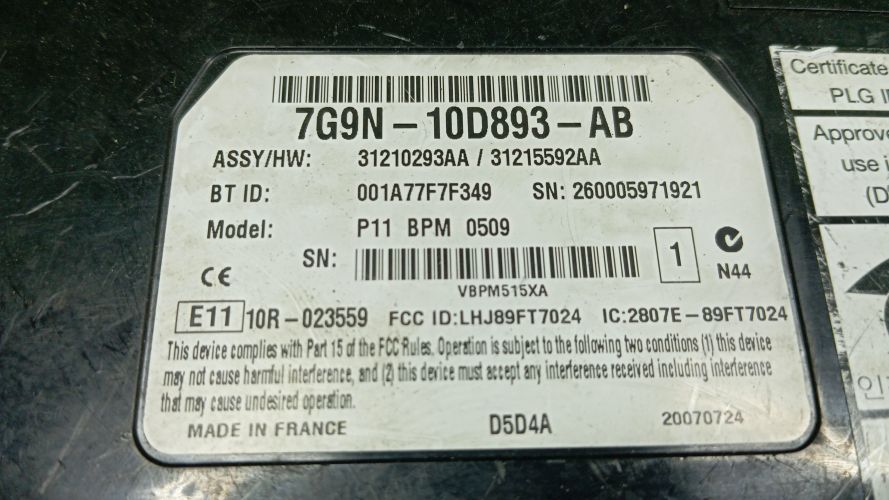 7G9N-10D893-AB
ASSY/HW: 31210293AA / 31215592AA
BT ID: 001A77F7F349 SN: 260005971921
Model: P11 BPM 0509
SN:
1
N44
VBPM515XA
CE
E11 10R-023559 FCC ID:LHJ89FT7024 IC:2807E-89FT7024
This device complies with Part 15 of the FCC Rules. Operation is subject to the following two conditions (1) this device
may not cause harmful interference, and (2) this device must accept any interference received including interference
that may cause undesired operation.
MADE IN FRANCE D5D4A 20070724
Certificate
PLG
Approve
use
(D